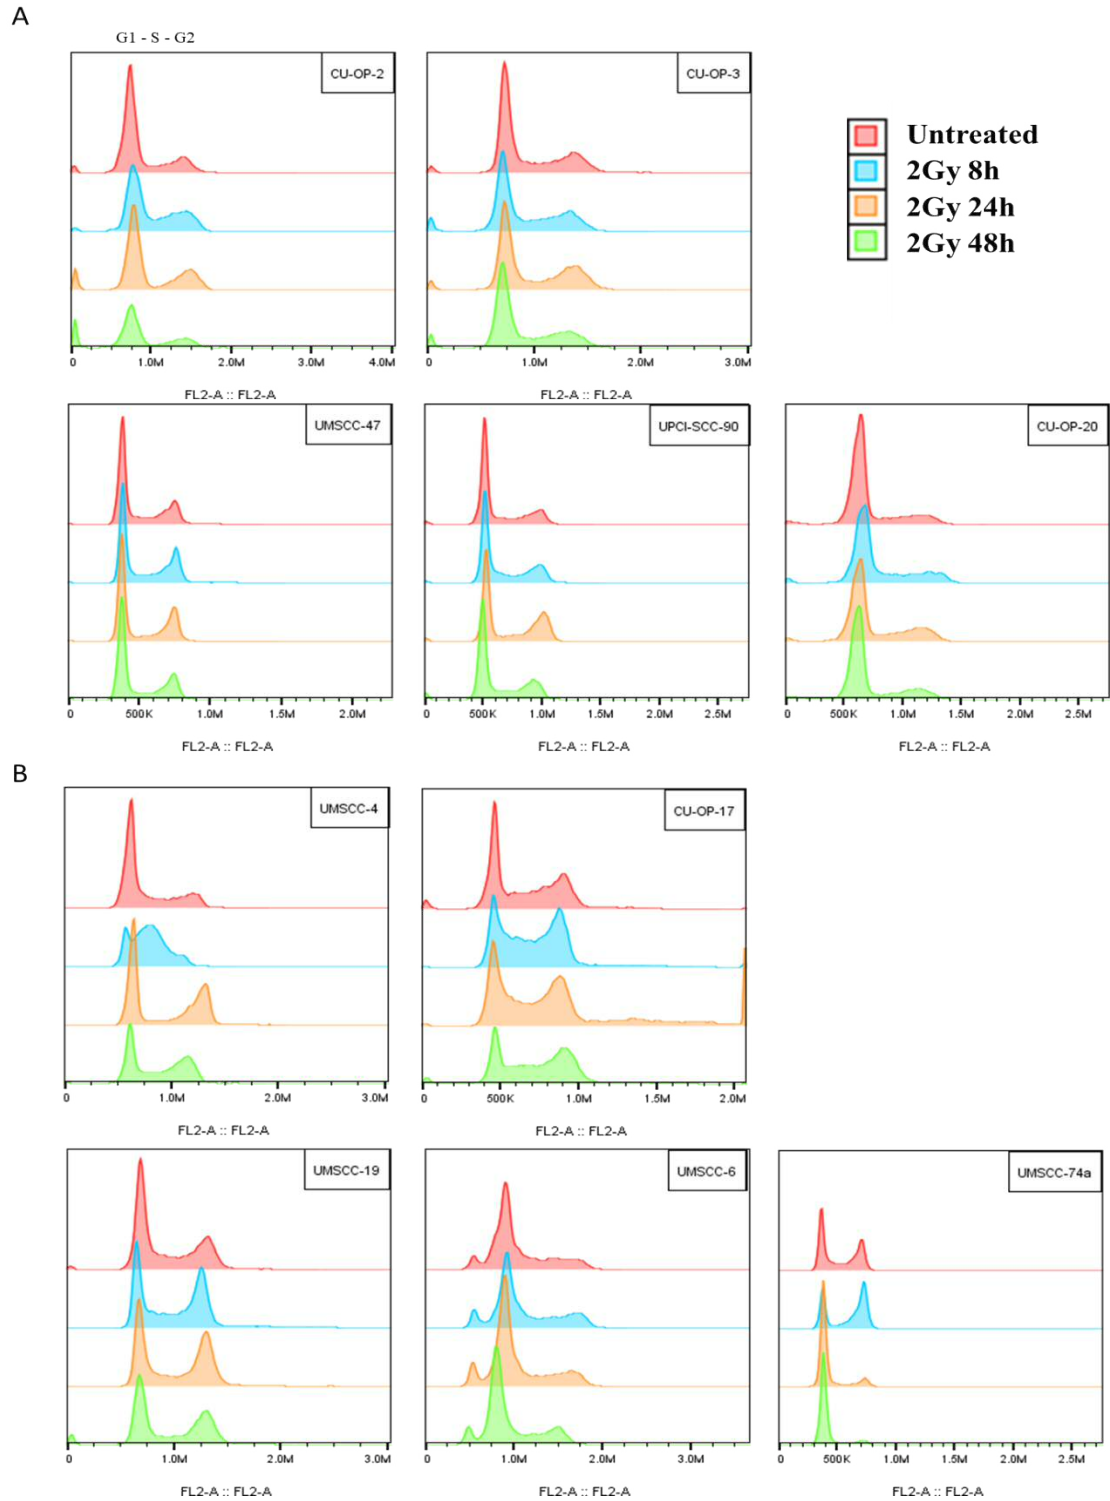 A
G1 - S - G2
CU-OP-2
CU-OP-3
Untreated
2Gy 8h
2Gy 24h
2Gy 48h
0 1.0M 2.0M 3.0M 4.0M
0 1.0M 2.0M 3.0M
FL2-A :: FL2-A
FL2-A :: FL2-A
UMSCC-47
UPCI-SCC-90
CU-OP-20
0 500K 1.0M 1.5M 2.0M
0 500K 1.0M 1.5M 2.0M 2.5M
0 500K 1.0M 1.5M 2.0M 2.5M
FL2-A :: FL2-A
FL2-A :: FL2-A
FL2-A :: FL2-A
B
UMSCC-4
CU-OP-17
0 1.0M 2.0M 3.0M
0 500K 1.0M 1.5M 2.0M
FL2-A :: FL2-A
FL2-A :: FL2-A
UMSCC-19
UMSCC-6
UMSCC-74a
0 1.0M 2.0M 3.0M
0 1.0M 2.0M 3.0M
0 500K 1.0M 1.5M 2.0M 2.5M
FL2-A :: FL2-A
FL2-A :: FL2-A
FL2-A :: FL2-A